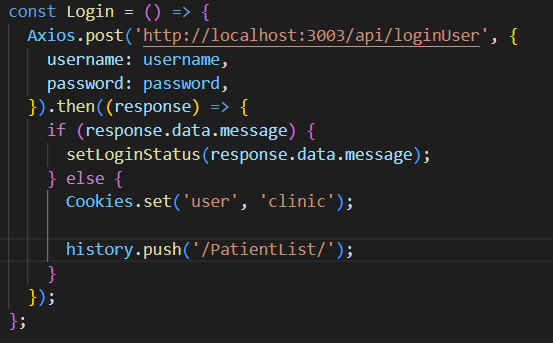 const Login = () => {
Axios.post('http://localhost:3003/api/loginUser', {
username: username,
password: password,
}).then((response) => {
if (response.data.message) {
setLoginStatus(response.data.message);
} else {
Cookies.set('user', 'clinic');
history.push('/PatientList/');
}
});
};